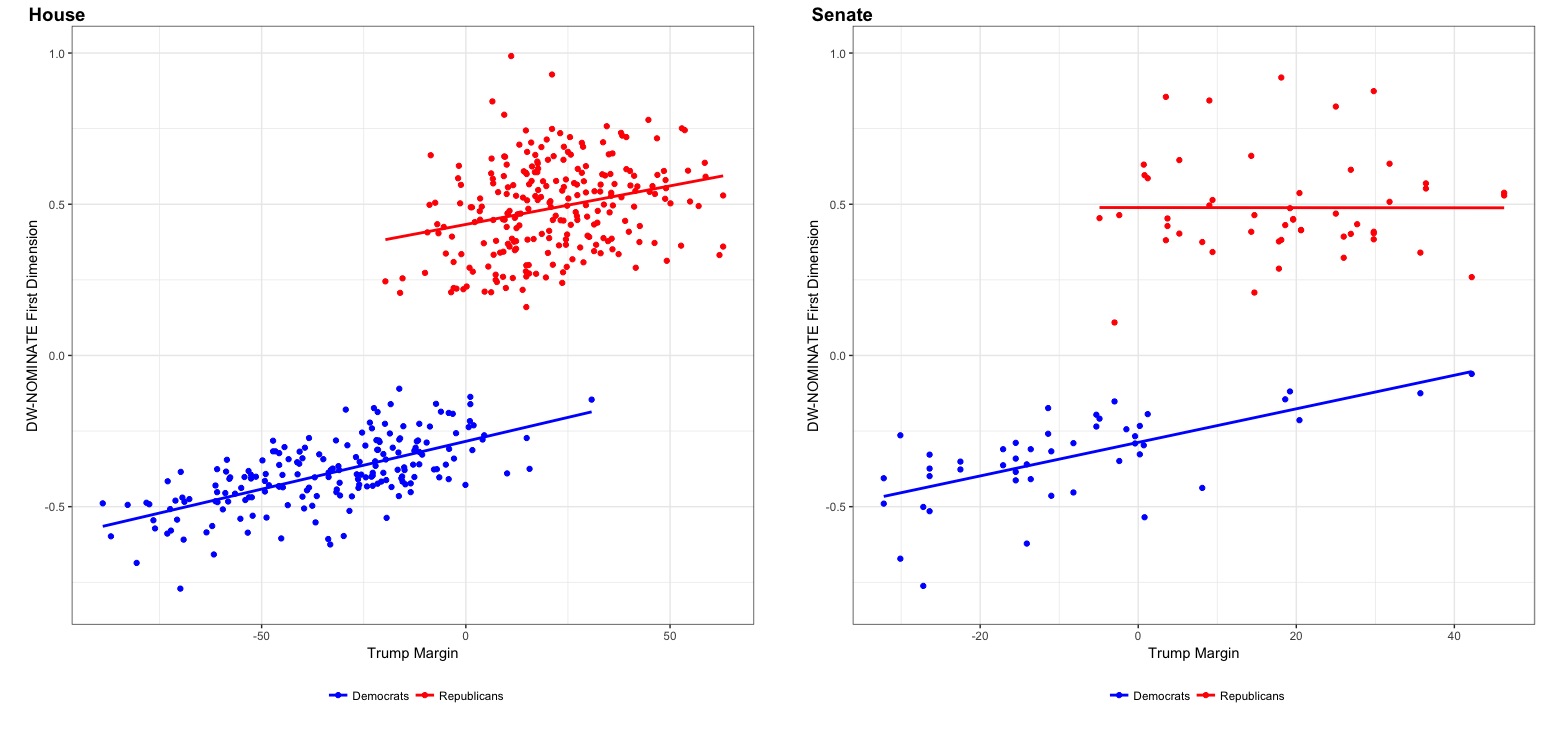 House
1.0
0.5
0.0
-0.5
DW-NOMINATE First Dimension
-50 0 50
Trump Margin
Democrats Republicans
Senate
1.0
0.5
0.0
-0.5
DW-NOMINATE First Dimension
-20 0 20 40
Trump Margin
Democrats Republicans